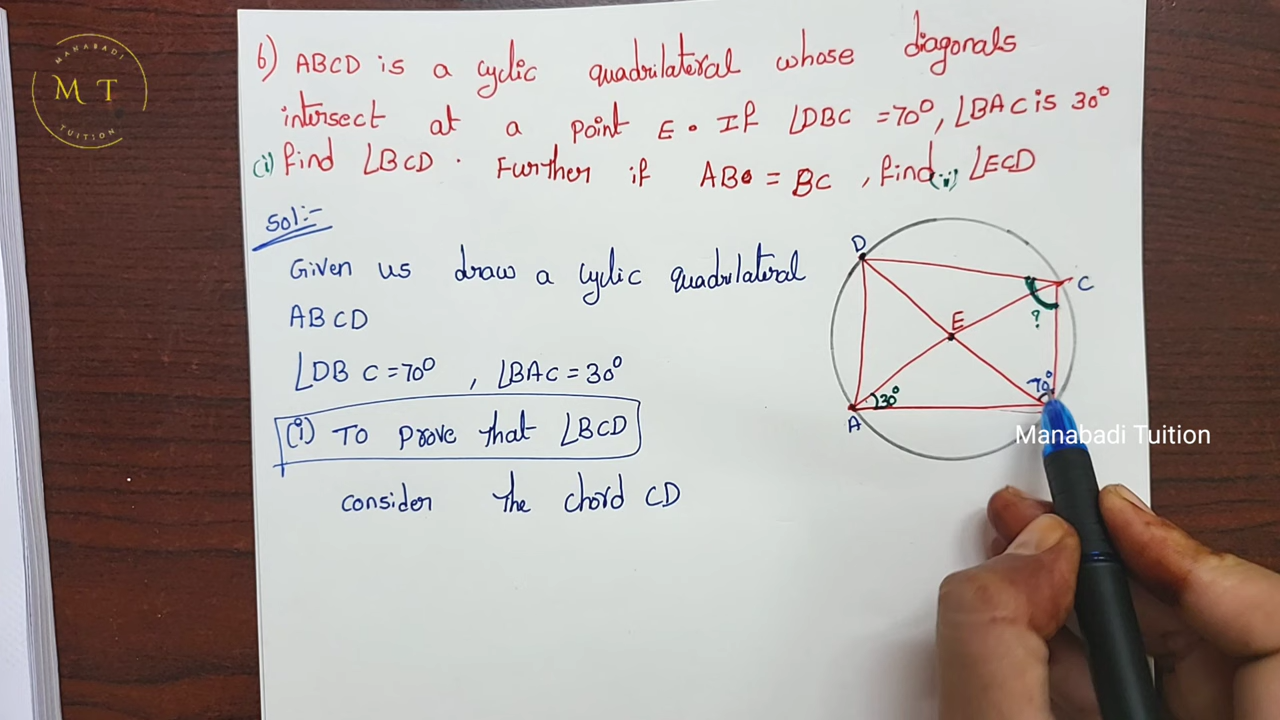 MANABADI
M T
TUITION
6) ABCD is a cyclic quadrilateral whose diagonals
intersect at a point E. If ∠DBC = 70°, ∠BAC is 30°
(i) find ∠BCD. Further if AB = BC, find (ii) ∠ECD
Sol:-
Given us draw a cyclic quadrilateral
ABCD
∠DBC = 70°, ∠BAC = 30°
(i) To prove that ∠BCD
consider the chord CD
D
C
E
?
30°
70°
A
Manabadi Tuition